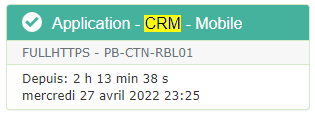 Application - CRM - Mobile
FULLHTTPS - PB-CTN-RBL01
Depuis: 2 h 13 min 38 s
mercredi 27 avril 2022 23:25